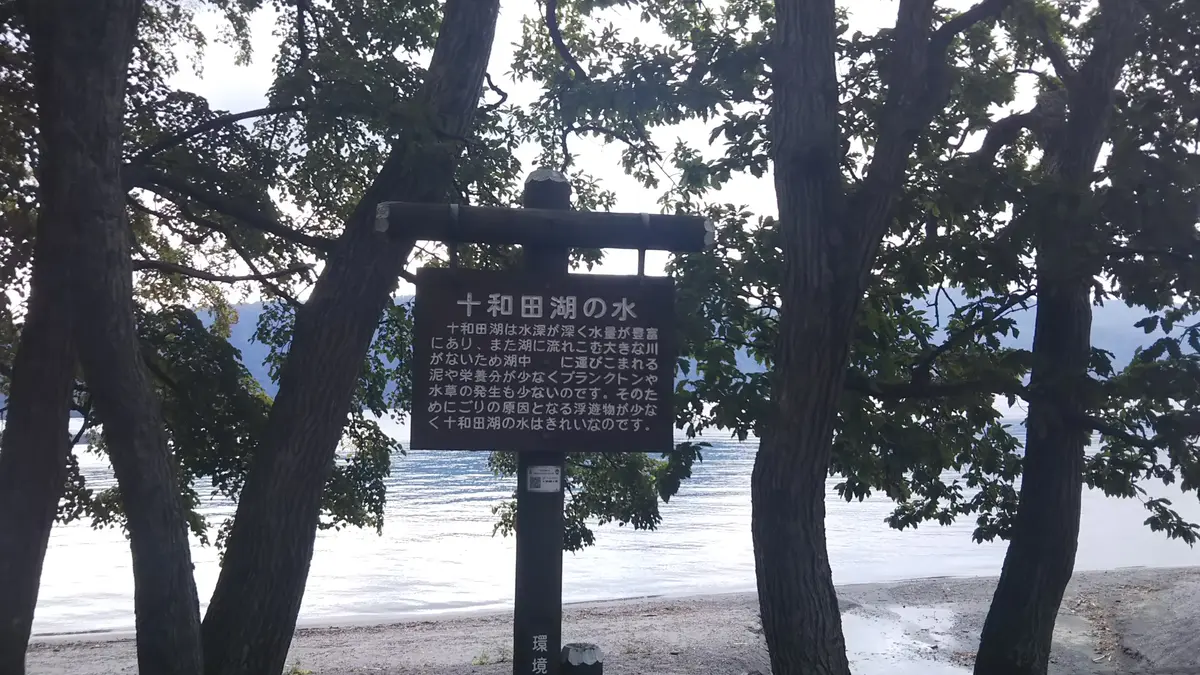 十和田湖の水
十和田湖は水深が深く水量が豊富
にあり、また湖に流れこむ大きな川
がないため湖中　に運びこまれる
泥や栄養分が少なくプランクトンや
水草の発生も少ないのです。そのた
めにごりの原因となる浮遊物が少な
く十和田湖の水はきれいなのです。
環境